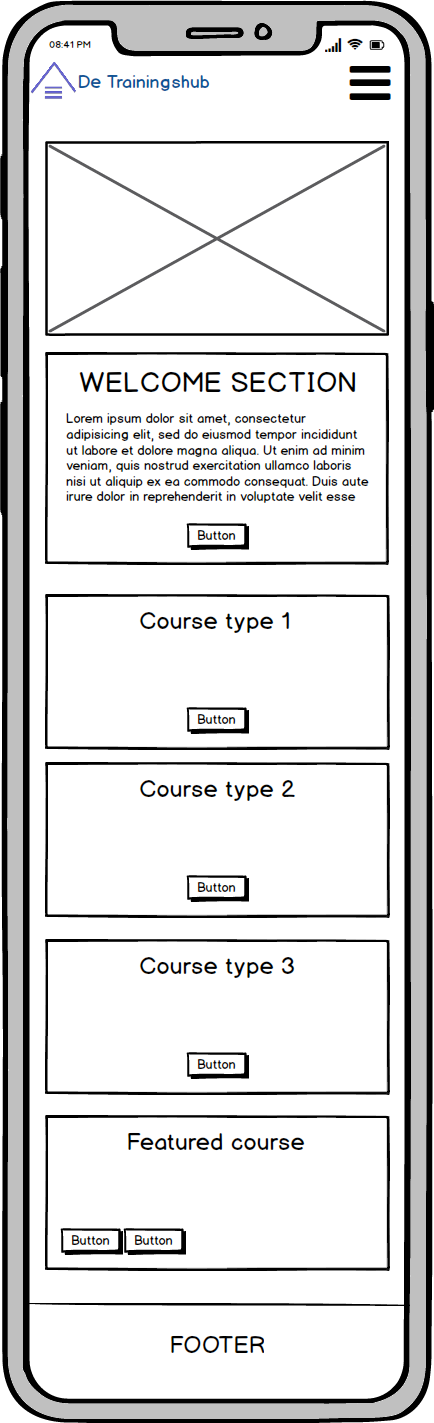 08:41 PM
De Trainingshub
WELCOME SECTION
Lorem ipsum dolor sit amet, consectetur
adipisicing elit, sed do eiusmod tempor incididunt
ut labore et dolore magna aliqua. Ut enim ad minim
veniam, quis nostrud exercitation ullamco laboris
nisi ut aliquip ex ea commodo consequat. Duis aute
irure dolor in reprehenderit in voluptate velit esse
Button
Course type 1
Button
Course type 2
Button
Course type 3
Button
Featured course
Button Button
FOOTER